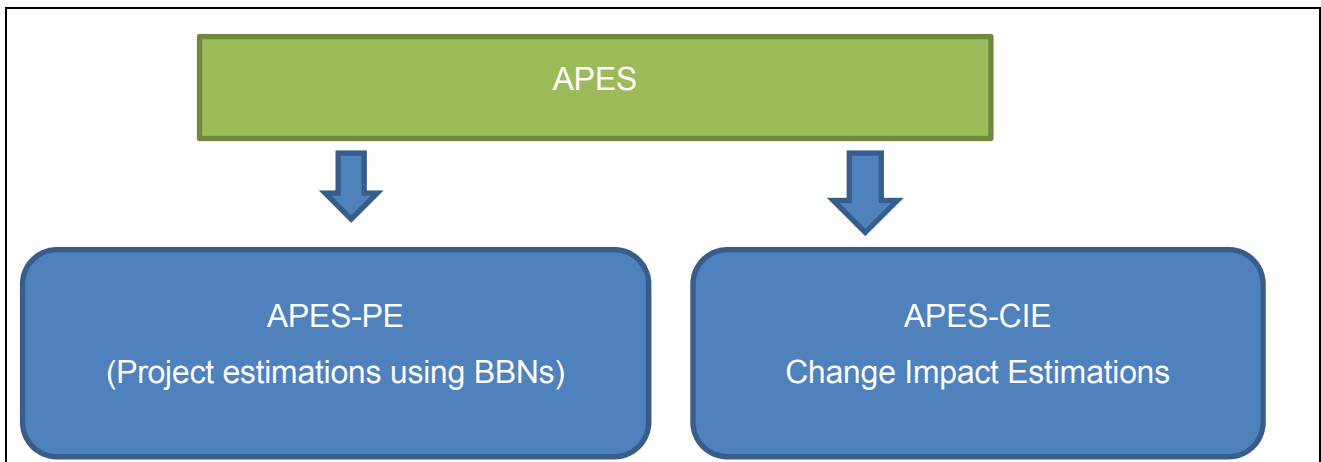 APES
APES-PE
(Project estimations using BBNs)
APES-CIE
Change Impact Estimations